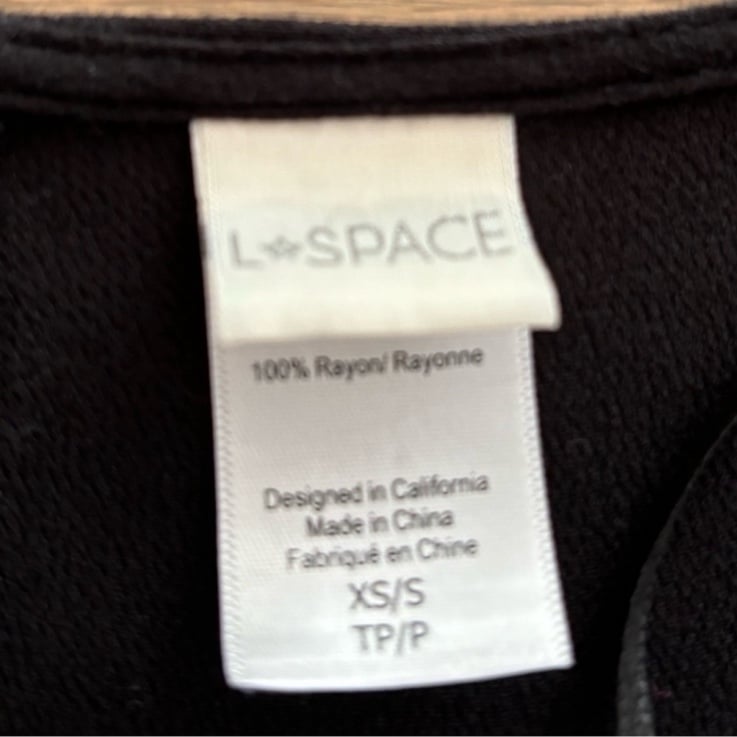 L*SPACE
100% Rayon/ Rayonne
Designed in California
Made in China
Fabriqué en Chine
XS/S
TP/P